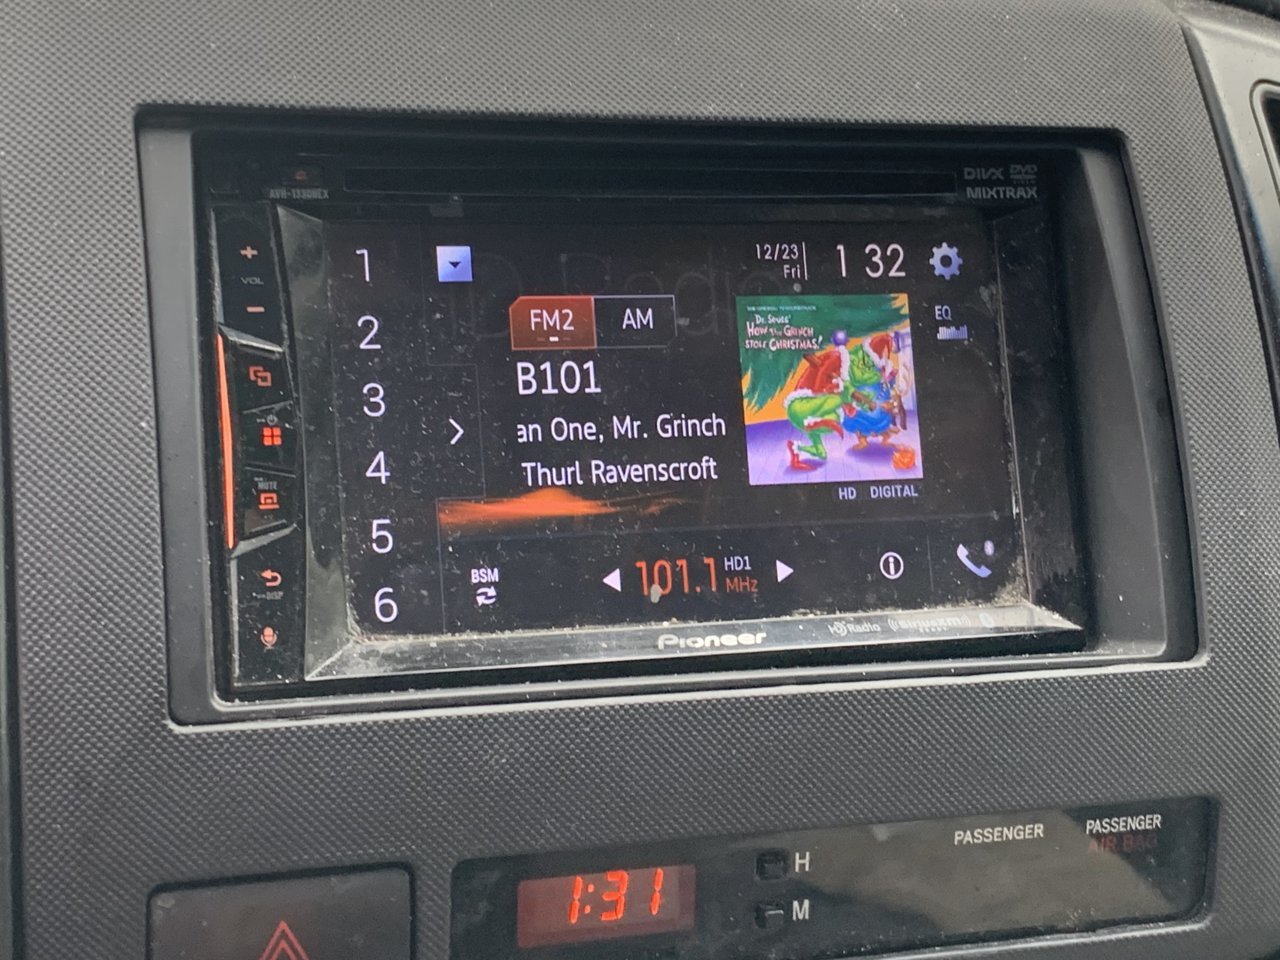 AVH-1330NEX
DIVX DVD
MIXTRAX
+
VOL
−
MUTE
DISP
1
2
3
4
5
6
12/23
Fri
1 32
FM2
AM
EQ
B101
an One, Mr. Grinch
Thurl Ravenscroft
Dr. Seuss'
How the Grinch
Stole Christmas!
HD DIGITAL
BSM
101.1 HD1
MHz
Pioneer
HD Radio
((SiriusXM))
1:31
H
M
PASSENGER
PASSENGER
AIR BAG